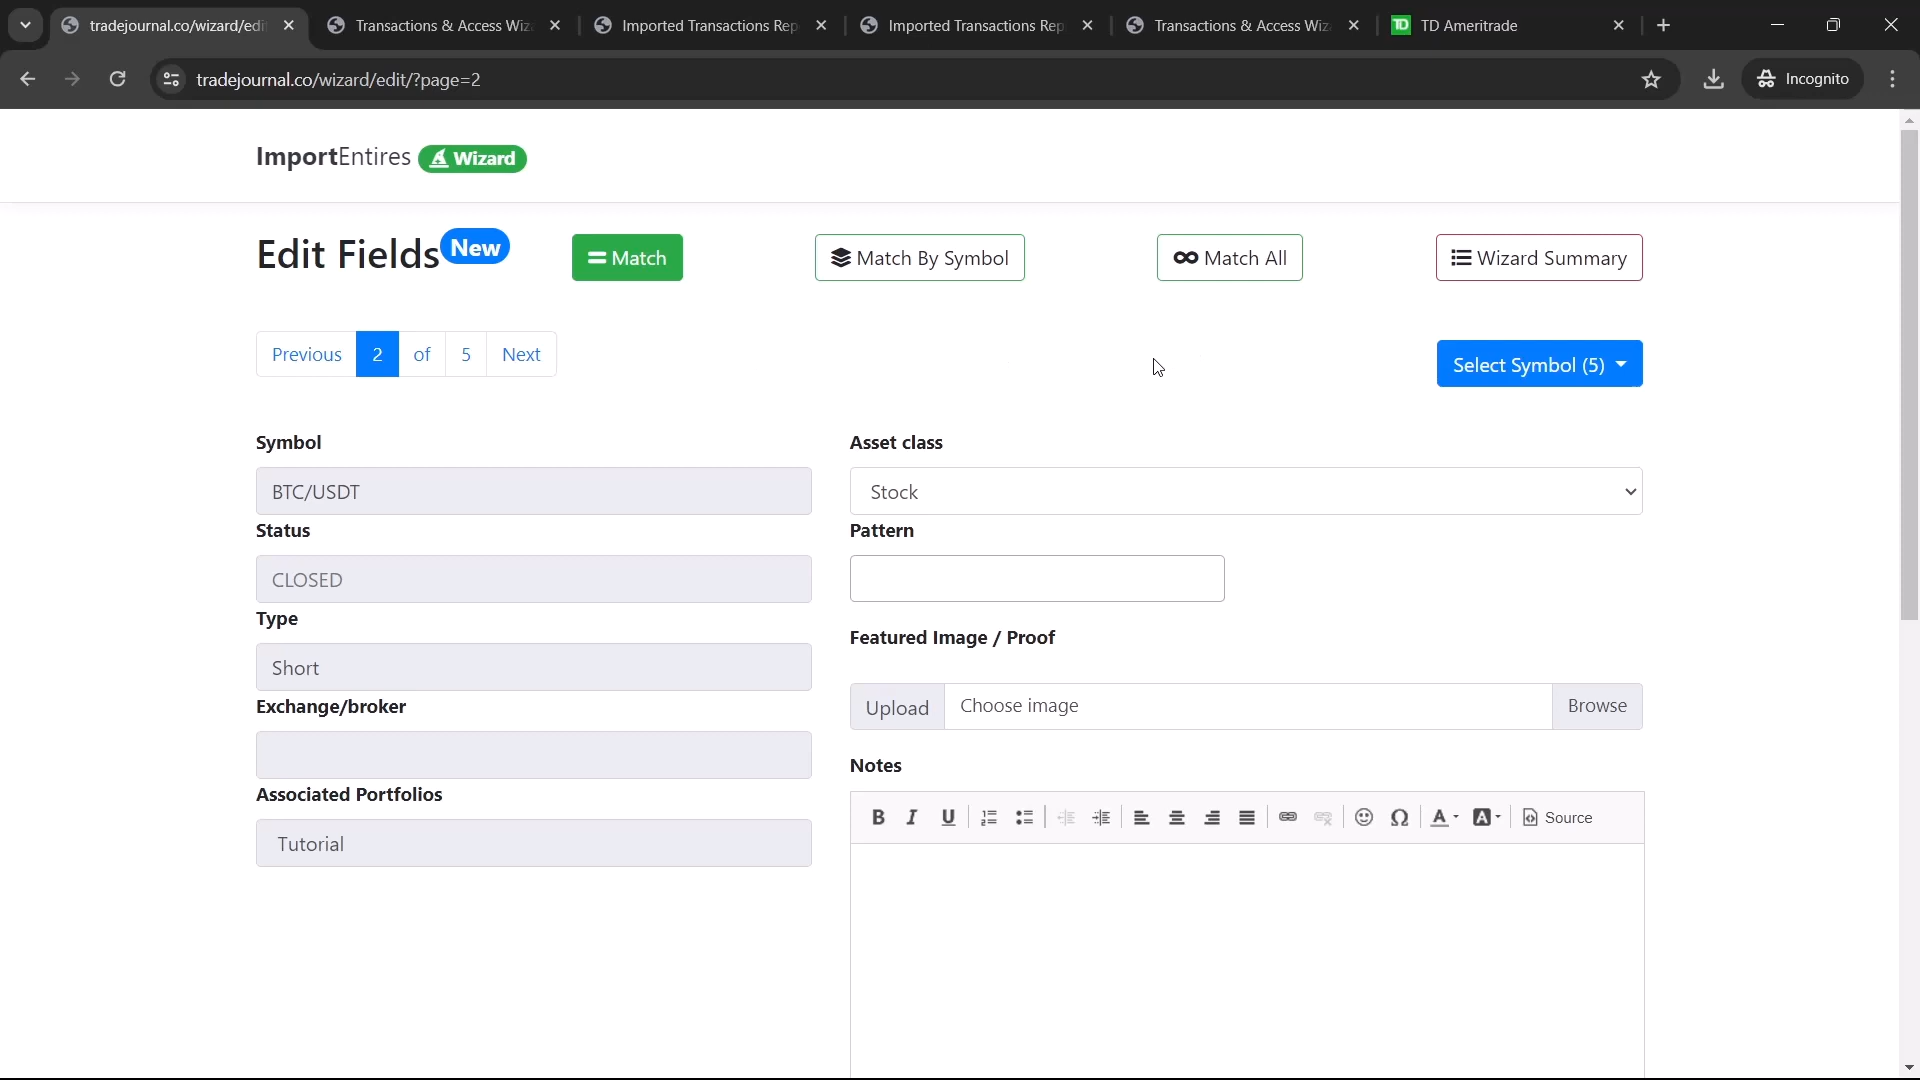 tradejournal.co/wizard/edi
Transactions & Access Wiz
Imported Transactions Rep
Imported Transactions Rep
Transactions & Access Wiz
TD TD Ameritrade
tradejournal.co/wizard/edit/?page=2
Incognito
ImportEntires Wizard
Edit Fields New
Match
Match By Symbol
Match All
Wizard Summary
Previous 2 of 5 Next
Select Symbol (5)
Symbol
BTC/USDT
Status
CLOSED
Type
Short
Exchange/broker
Associated Portfolios
Tutorial
Asset class
Stock
Pattern
Featured Image / Proof
Upload Choose image Browse
Notes
B I U Ω A A Source